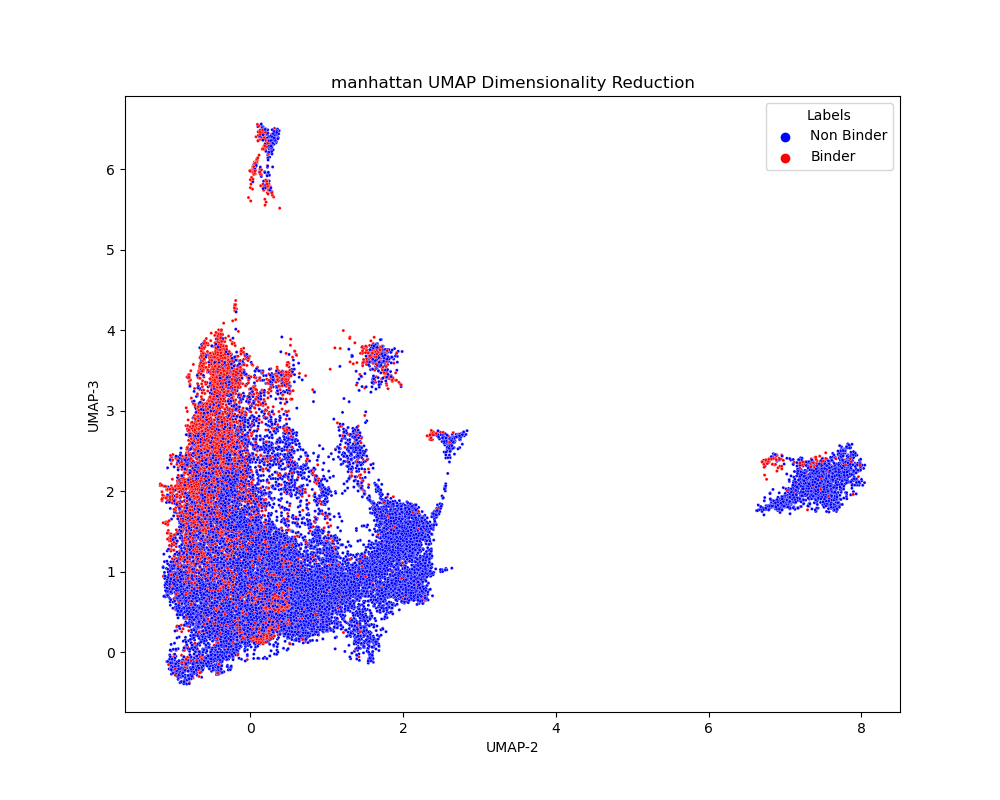 manhattan UMAP Dimensionality Reduction
Labels
Non Binder
Binder
6
5
4
3
2
1
0
UMAP-3
0 2 4 6 8
UMAP-2